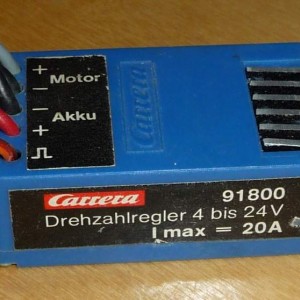 +
Motor
−
−
Akku
+
Carrera
Carrera 91800
Drehzahlregler 4 bis 24V
I max = 20A